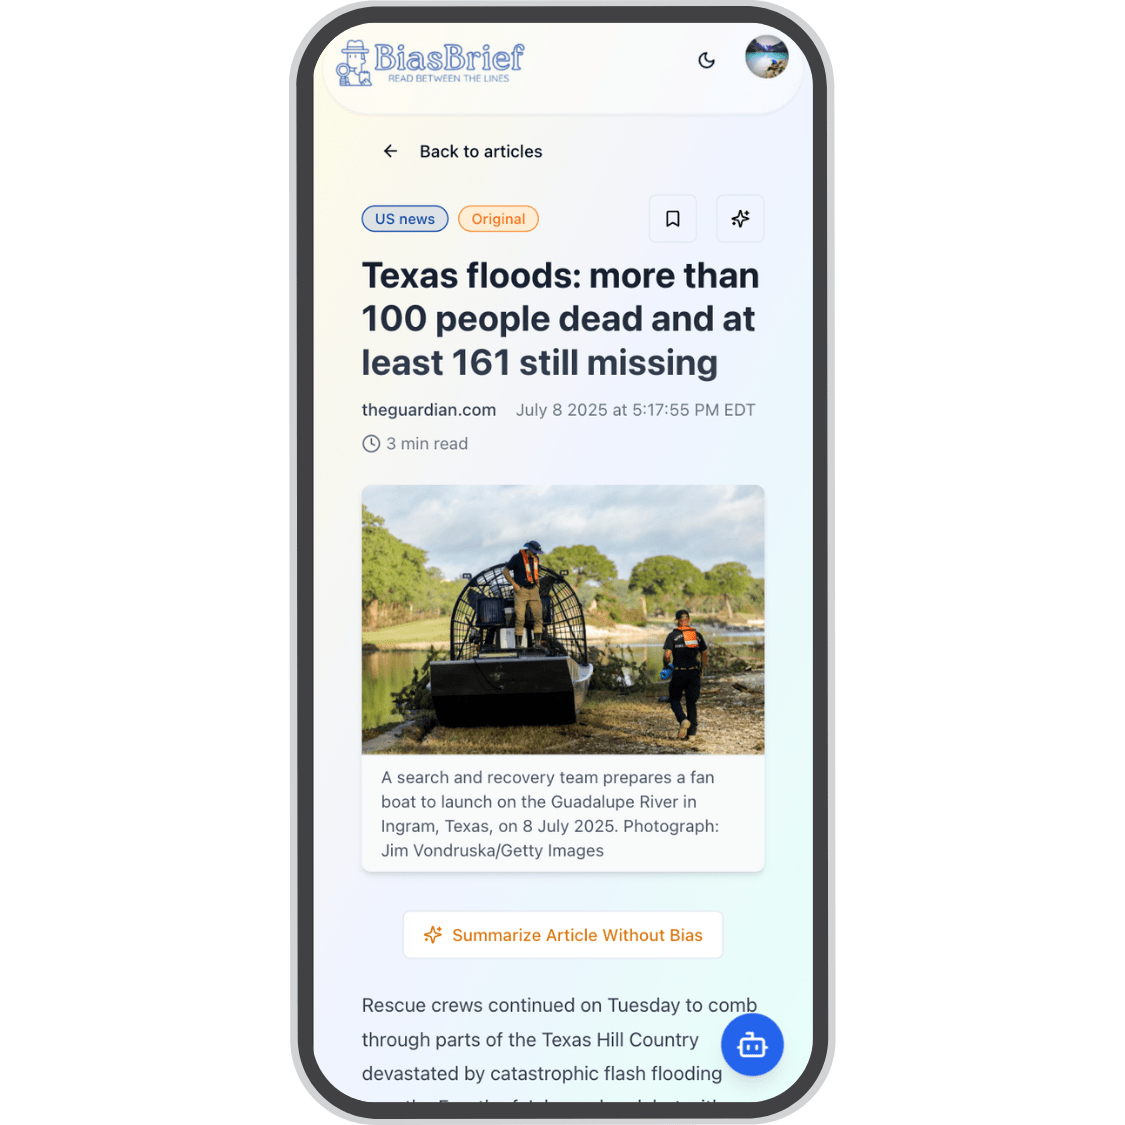 BiasBrief
READ BETWEEN THE LINES
Back to articles
US news
Original
Texas floods: more than
100 people dead and at
least 161 still missing
theguardian.com July 8 2025 at 5:17:55 PM EDT
3 min read
A search and recovery team prepares a fan
boat to launch on the Guadalupe River in
Ingram, Texas, on 8 July 2025. Photograph:
Jim Vondruska/Getty Images
Summarize Article Without Bias
Rescue crews continued on Tuesday to comb
through parts of the Texas Hill Country
devastated by catastrophic flash flooding